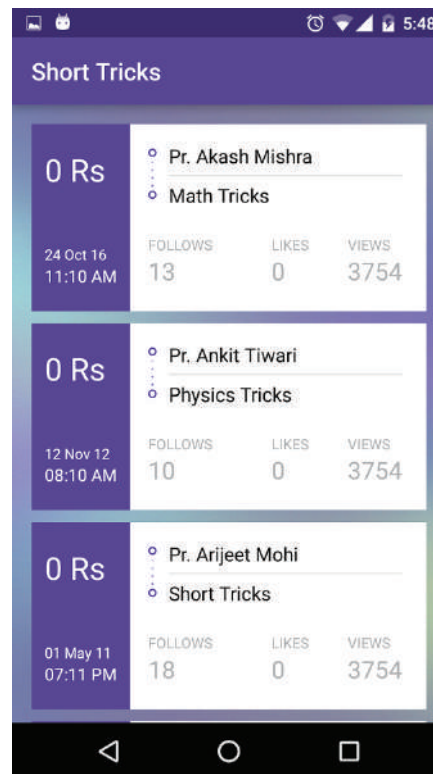 5:48
Short Tricks
0 Rs
24 Oct 16
11:10 AM
Pr. Akash Mishra
Math Tricks
FOLLOWS LIKES VIEWS
13 0 3754
0 Rs
12 Nov 12
08:10 AM
Pr. Ankit Tiwari
Physics Tricks
FOLLOWS LIKES VIEWS
10 0 3754
0 Rs
01 May 11
07:11 PM
Pr. Arijeet Mohi
Short Tricks
FOLLOWS LIKES VIEWS
18 0 3754